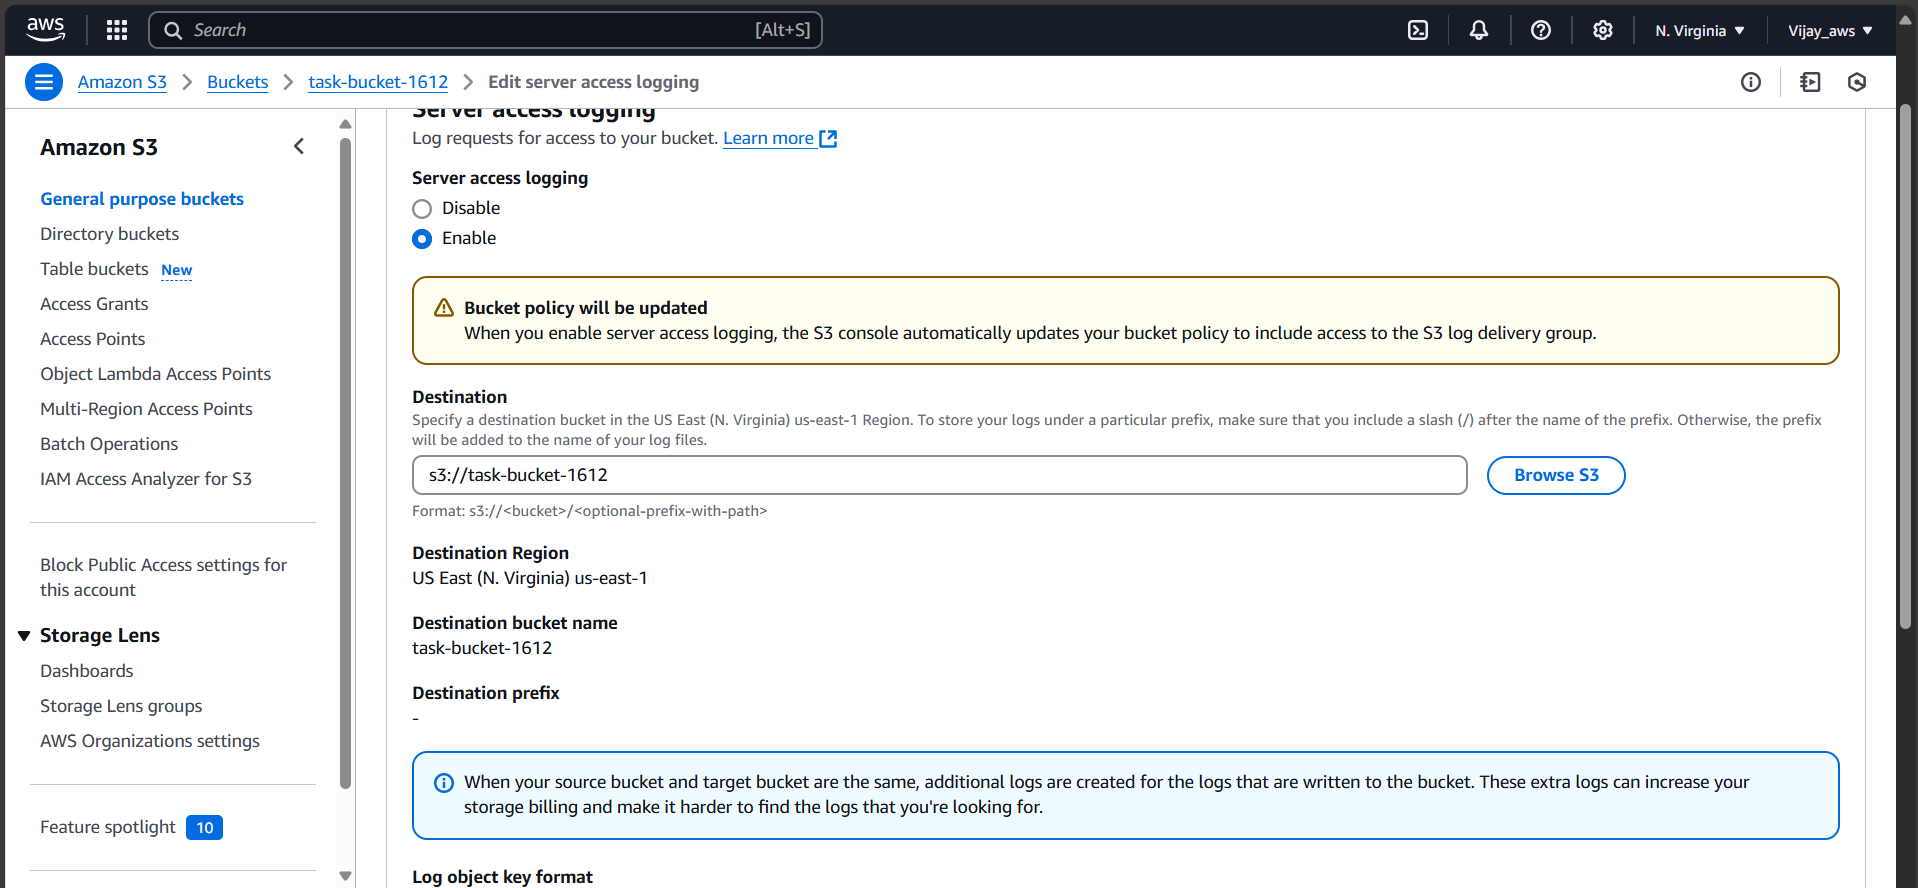 aws
Search [Alt+S]
N. Virginia
Vijay_aws
Amazon S3 > Buckets > task-bucket-1612 > Edit server access logging
Amazon S3
General purpose buckets
Directory buckets
Table buckets New
Access Grants
Access Points
Object Lambda Access Points
Multi-Region Access Points
Batch Operations
IAM Access Analyzer for S3
Block Public Access settings for
this account
Storage Lens
Dashboards
Storage Lens groups
AWS Organizations settings
Feature spotlight 10
Server access logging
Log requests for access to your bucket. Learn more
Server access logging
Disable
Enable
Bucket policy will be updated
When you enable server access logging, the S3 console automatically updates your bucket policy to include access to the S3 log delivery group.
Destination
Specify a destination bucket in the US East (N. Virginia) us-east-1 Region. To store your logs under a particular prefix, make sure that you include a slash (/) after the name of the prefix. Otherwise, the prefix
will be added to the name of your log files.
s3://task-bucket-1612
Browse S3
Format: s3://<bucket>/<optional-prefix-with-path>
Destination Region
US East (N. Virginia) us-east-1
Destination bucket name
task-bucket-1612
Destination prefix
-
When your source bucket and target bucket are the same, additional logs are created for the logs that are written to the bucket. These extra logs can increase your
storage billing and make it harder to find the logs that you're looking for.
Log object key format